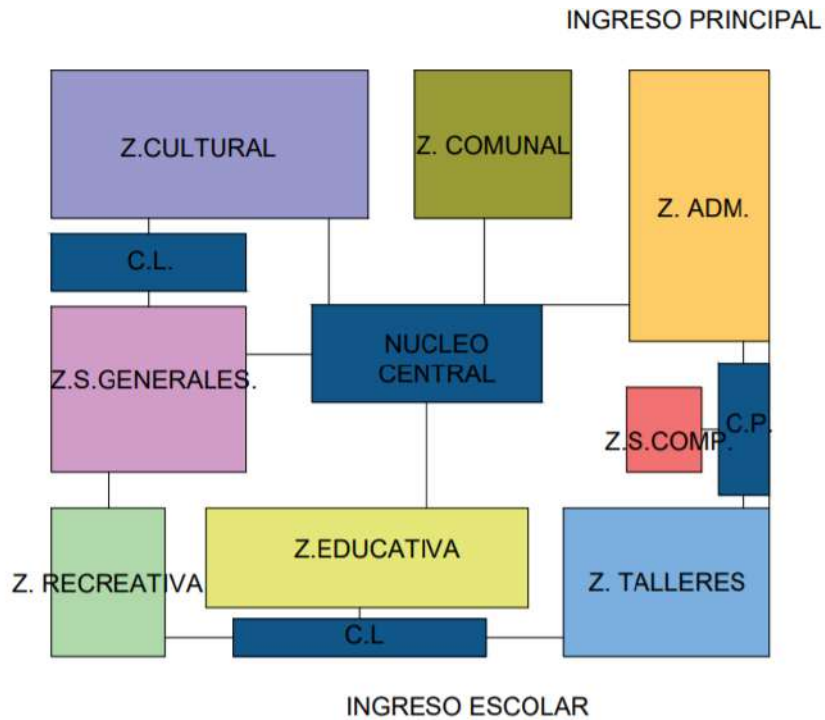 INGRESO PRINCIPAL
Z.CULTURAL
Z. COMUNAL
Z. ADM.
C.L.
NUCLEO
CENTRAL
Z.S.GENERALES.
C.P.
Z.S.COMP.
Z. RECREATIVA
Z.EDUCATIVA
Z. TALLERES
C.L
INGRESO ESCOLAR